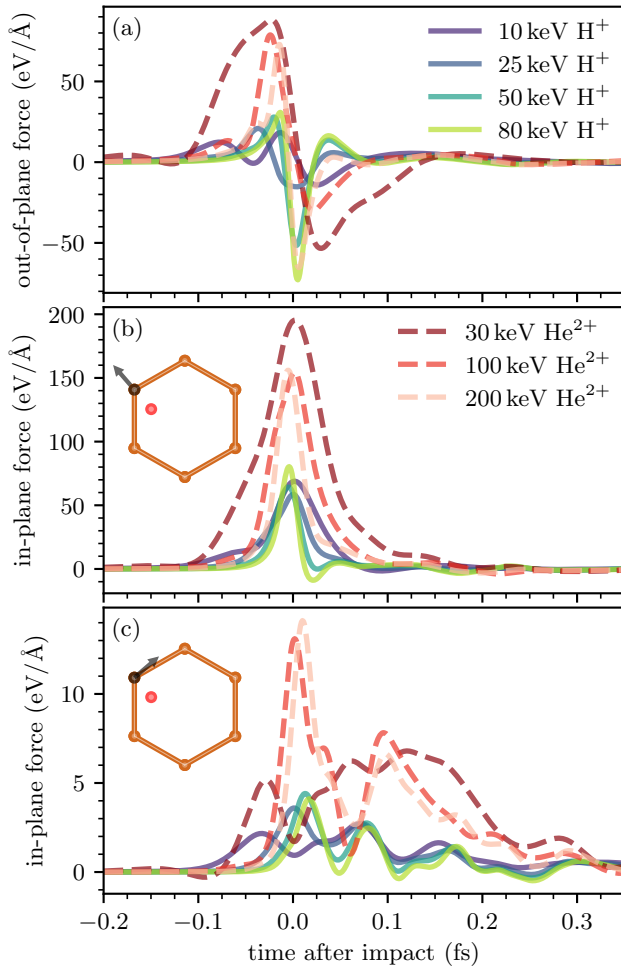 (a)
out-of-plane force (eV/Å)
50
0
−50
10 keV H⁺
25 keV H⁺
50 keV H⁺
80 keV H⁺
(b)
in-plane force (eV/Å)
200
150
100
50
0
30 keV He²⁺
100 keV He²⁺
200 keV He²⁺
(c)
in-plane force (eV/Å)
10
5
0
−0.2 −0.1 0.0 0.1 0.2 0.3
time after impact (fs)